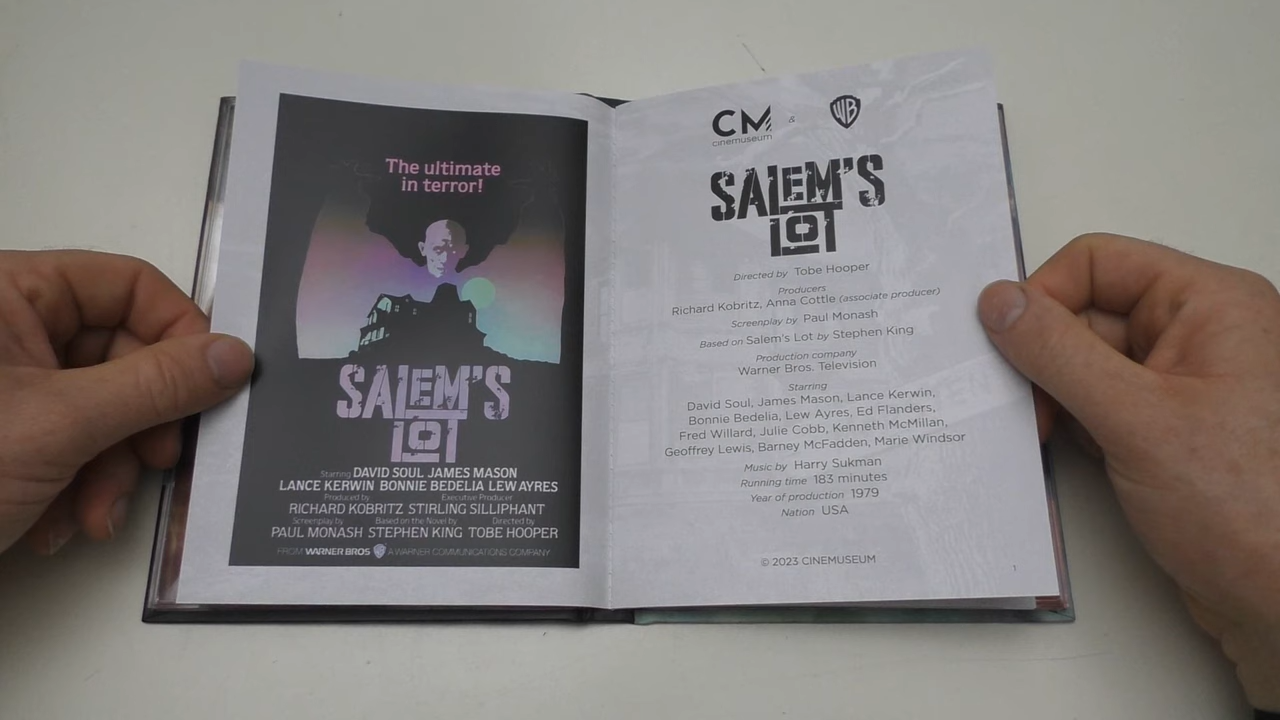 The ultimate
in terror!
SALEM'S
LOT
Starring DAVID SOUL JAMES MASON
LANCE KERWIN BONNIE BEDELIA LEW AYRES
Produced by Executive Producer
RICHARD KOBRITZ STIRLING SILLIPHANT
Screenplay by Based on the Novel by Directed by
PAUL MONASH STEPHEN KING TOBE HOOPER
FROM WARNER BROS WB A WARNER COMMUNICATIONS COMPANY
CM & WB
cinemuseum
SALEM'S
LOT
Directed by Tobe Hooper
Producers
Richard Kobritz, Anna Cottle (associate producer)
Screenplay by Paul Monash
Based on Salem's Lot by Stephen King
Production company
Warner Bros. Television
Starring
David Soul, James Mason, Lance Kerwin,
Bonnie Bedelia, Lew Ayres, Ed Flanders,
Fred Willard, Julie Cobb, Kenneth McMillan,
Geoffrey Lewis, Barney McFadden, Marie Windsor
Music by Harry Sukman
Running time 183 minutes
Year of production 1979
Nation USA
© 2023 CINEMUSEUM
1